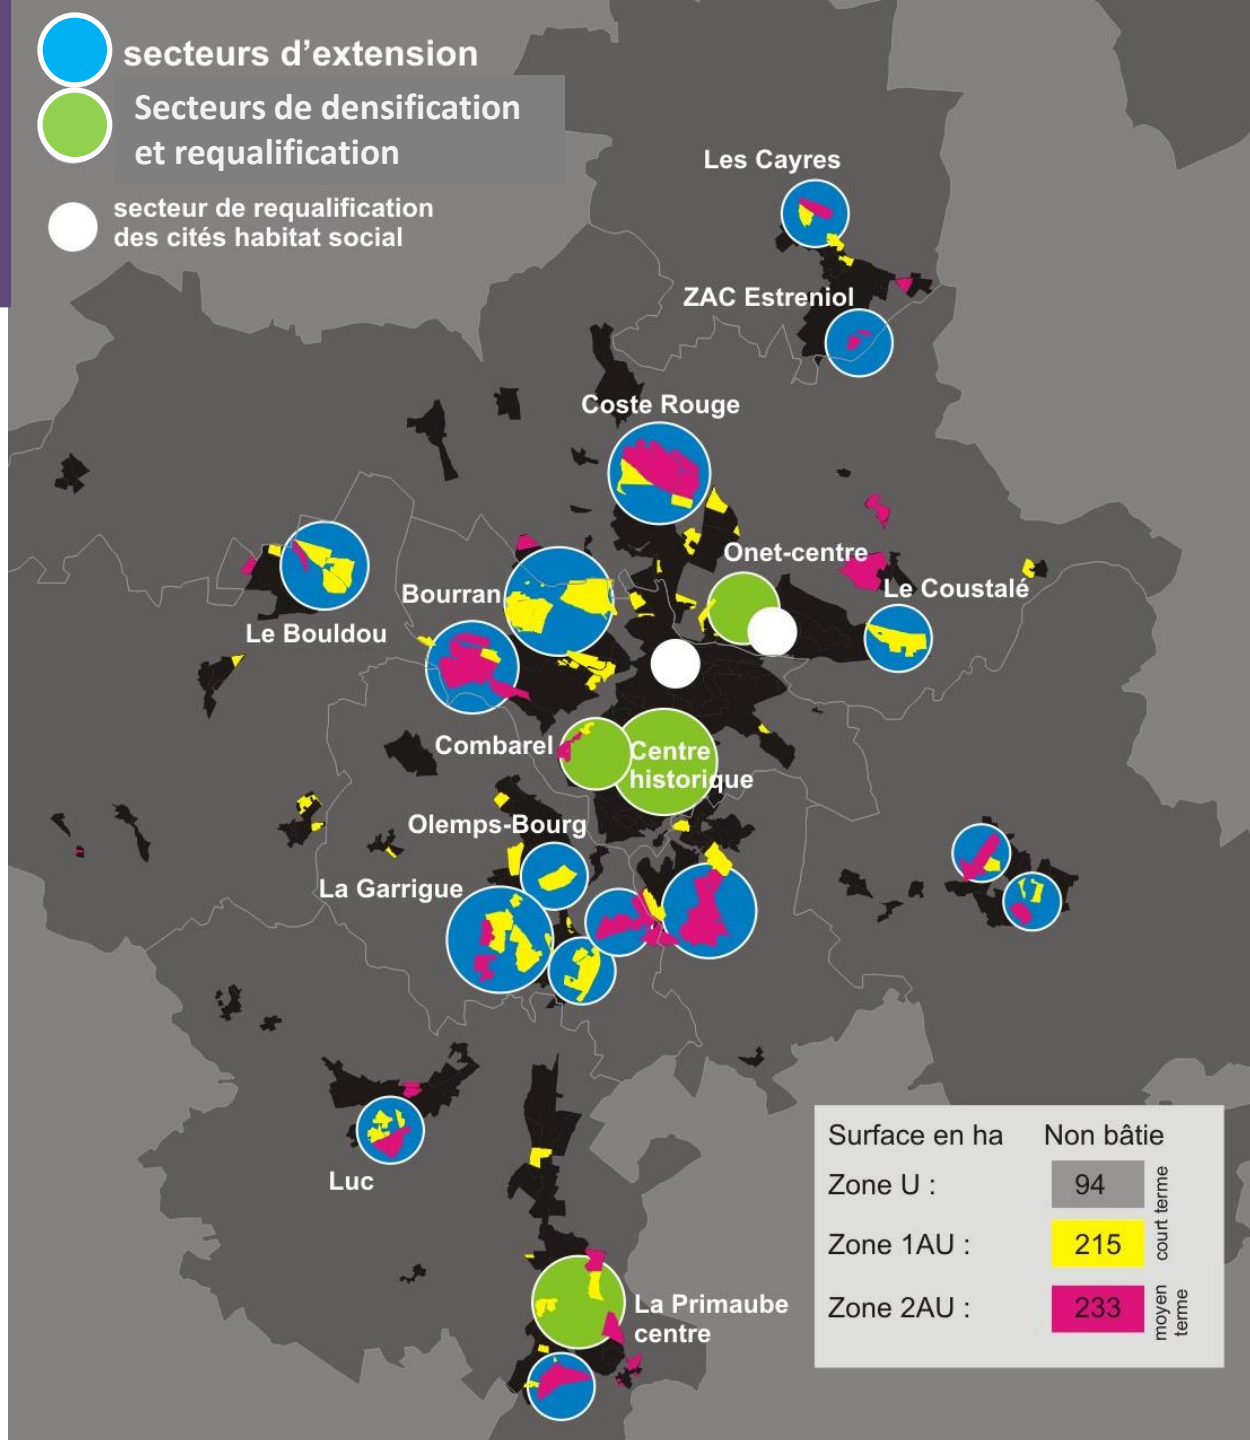 secteurs d'extension
Secteurs de densification
et requalification
secteur de requalification
des cités habitat social
Les Cayres
ZAC Estreniol
Coste Rouge
Onet-centre
Le Coustalé
Bourran
Le Bouldou
Combarel
Centre
historique
Olemps-Bourg
La Garrigue
Luc
La Primaube
centre
Surface en ha Non bâtie
Zone U : 94
Zone 1AU : 215
court terme
Zone 2AU : 233
moyen
terme